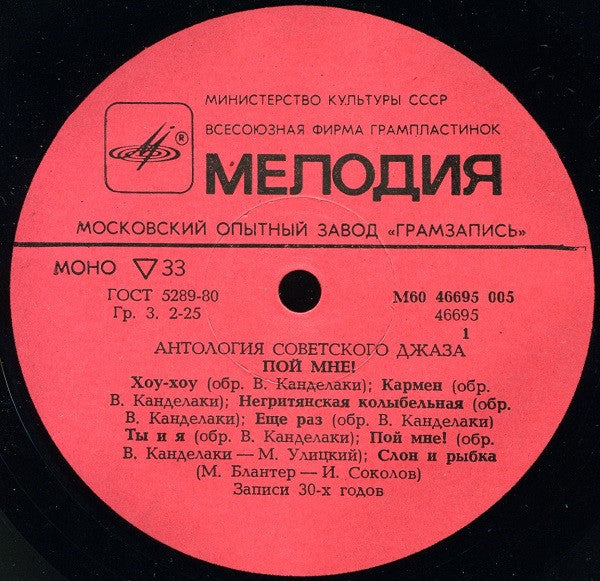 МИНИСТЕРСТВО КУЛЬТУРЫ СССР
ВСЕСОЮЗНАЯ ФИРМА ГРАМПЛАСТИНОК
®
МЕЛОДИЯ
МОСКОВСКИЙ ОПЫТНЫЙ ЗАВОД «ГРАМЗАПИСЬ»
МОНО ▽ 33
ГОСТ 5289-80 М60 46695 005
Гр. 3. 2-25 46695
1
АНТОЛОГИЯ СОВЕТСКОГО ДЖАЗА
ПОЙ МНЕ!
Хоу-хоу (обр. В. Канделаки); Кармен (обр.
В. Канделаки); Негритянская колыбельная (обр.
В. Канделаки); Еще раз (обр. В. Канделаки)
Ты и я (обр. В. Канделаки); Пой мне! (обр.
В. Канделаки — М. Улицкий); Слон и рыбка
(М. Блантер — И. Соколов)
Записи 30-х годов